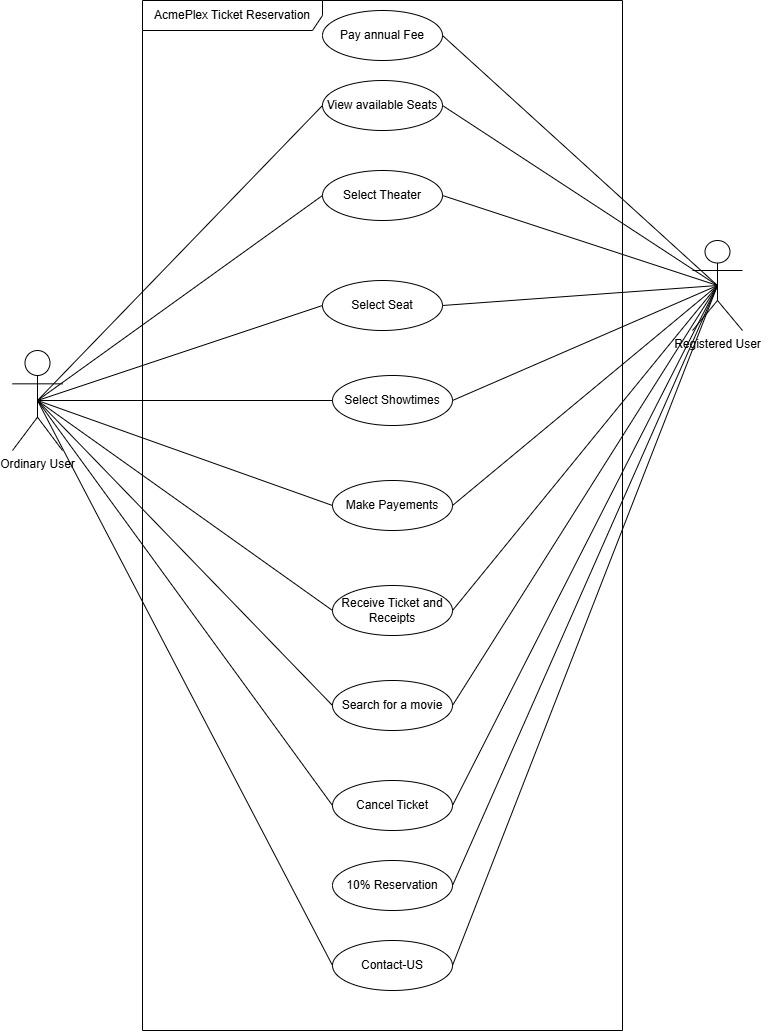 AcmePlex Ticket Reservation
Pay annual Fee
View available Seats
Select Theater
Select Seat
Registered User
Select Showtimes
Ordinary User
Make Payements
Receive Ticket and
Receipts
Search for a movie
Cancel Ticket
10% Reservation
Contact-US